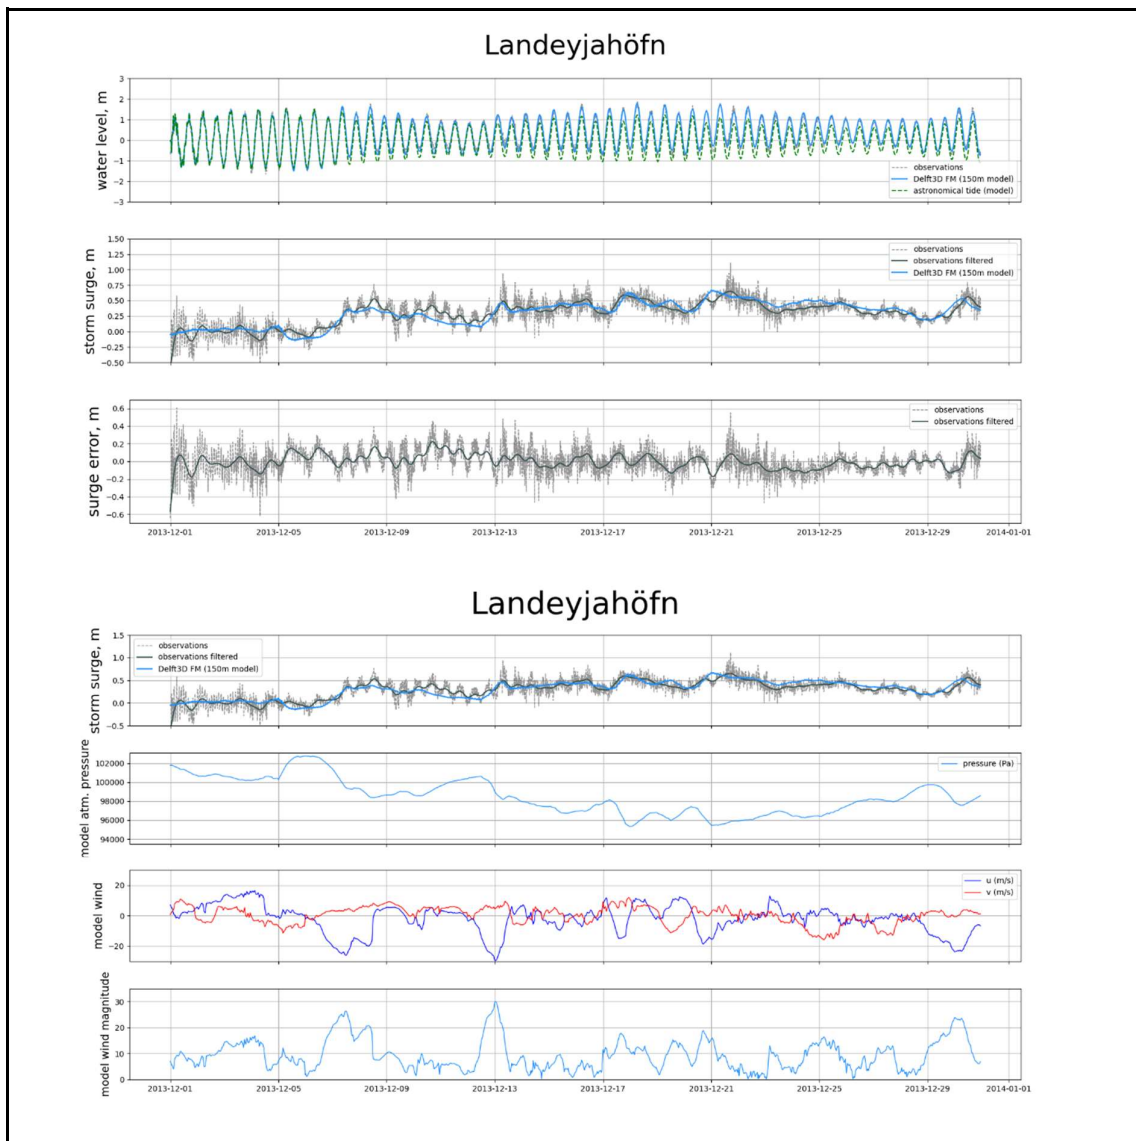 Landeyjahöfn
water level, m
3
2
1
0
−1
−2
−3
observations
Delft3D FM (150m model)
astronomical tide (model)
storm surge, m
1.50
1.25
1.00
0.75
0.50
0.25
0.00
−0.25
−0.50
observations
observations filtered
Delft3D FM (150m model)
surge error, m
0.6
0.4
0.2
0.0
−0.2
−0.4
−0.6
observations
observations filtered
2013-12-01 2013-12-05 2013-12-09 2013-12-13 2013-12-17 2013-12-21 2013-12-25 2013-12-29 2014-01-01
Landeyjahöfn
storm surge, m
1.5
1.0
0.5
0.0
−0.5
observations
observations filtered
Delft3D FM (150m model)
model atm. pressure
102000
100000
98000
96000
94000
pressure (Pa)
model wind
20
0
−20
u (m/s)
v (m/s)
model wind magnitude
30
20
10
0
2013-12-01 2013-12-05 2013-12-09 2013-12-13 2013-12-17 2013-12-21 2013-12-25 2013-12-29 2014-01-01